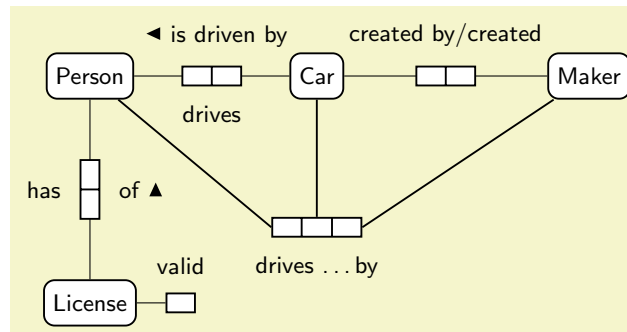 ◄ is driven by
created by/created
Person
Car
Maker
drives
has
of ▲
drives ...by
valid
License